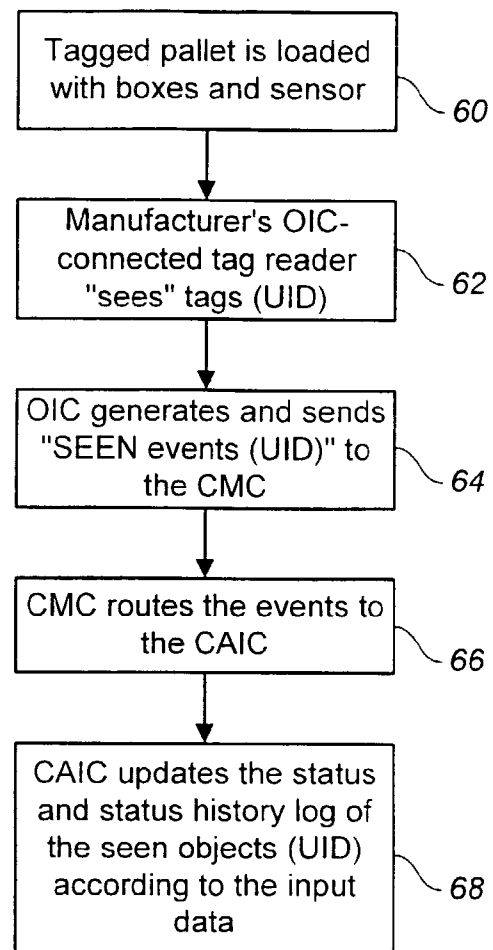 Tagged pallet is loaded
with boxes and sensor
60
Manufacturer's OIC-
connected tag reader
"sees" tags (UID)
62
OIC generates and sends
"SEEN events (UID)" to
the CMC
64
CMC routes the events to
the CAIC
66
CAIC updates the status
and status history log of
the seen objects (UID)
according to the input
data
68